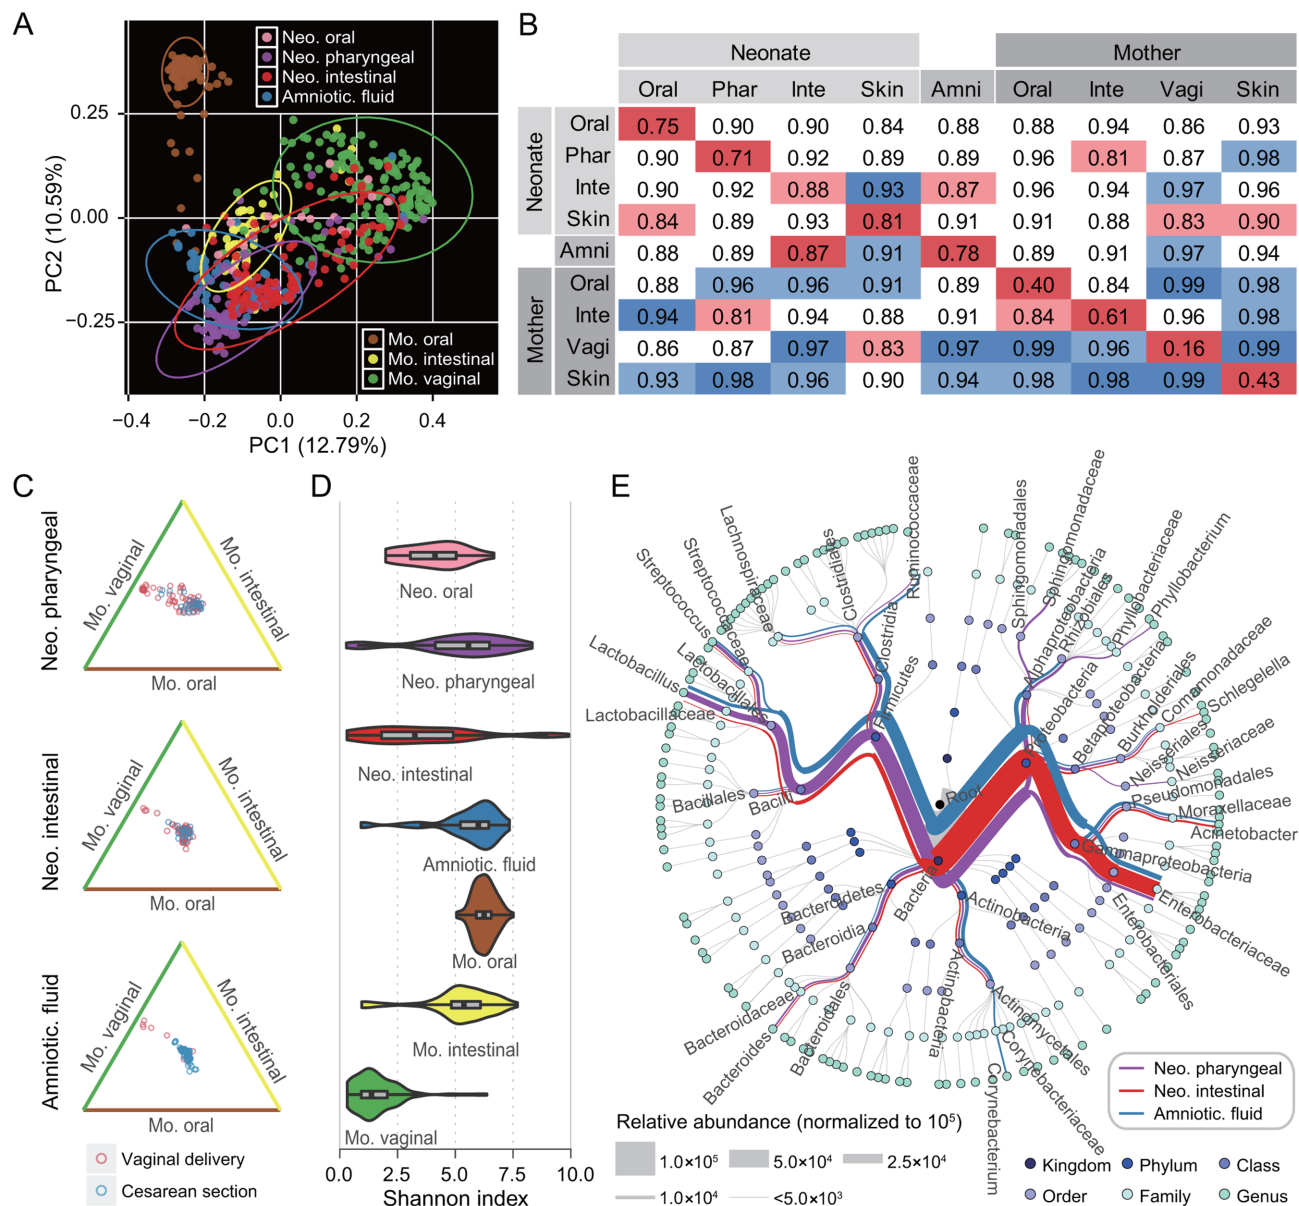 A
Neo. oral
Neo. pharyngeal
Neo. intestinal
Amniotic. fluid
0.25
0.00
−0.25
PC2 (10.59%)
Mo. oral
Mo. intestinal
Mo. vaginal
−0.4 −0.2 0.0 0.2 0.4
PC1 (12.79%)
B
Neonate Mother
Oral Phar Inte Skin Amni Oral Inte Vagi Skin
Neonate
Oral 0.75 0.90 0.90 0.84 0.88 0.88 0.94 0.86 0.93
Phar 0.90 0.71 0.92 0.89 0.89 0.96 0.81 0.87 0.98
Inte 0.90 0.92 0.88 0.93 0.87 0.96 0.94 0.97 0.96
Skin 0.84 0.89 0.93 0.81 0.91 0.91 0.88 0.83 0.90
Amni 0.88 0.89 0.87 0.91 0.78 0.89 0.91 0.97 0.94
Mother
Oral 0.88 0.96 0.96 0.91 0.89 0.40 0.84 0.99 0.98
Inte 0.94 0.81 0.94 0.88 0.91 0.84 0.61 0.96 0.98
Vagi 0.86 0.87 0.97 0.83 0.97 0.99 0.96 0.16 0.99
Skin 0.93 0.98 0.96 0.90 0.94 0.98 0.98 0.99 0.43
C
Neo. pharyngeal
Mo. vaginal
Mo. intestinal
Mo. oral
Neo. intestinal
Mo. vaginal
Mo. intestinal
Mo. oral
Amniotic fluid
Mo. vaginal
Mo. intestinal
Mo. oral
Vaginal delivery
Cesarean section
D
Neo. oral
Neo. pharyngeal
Neo. intestinal
Amniotic. fluid
Mo. oral
Mo. intestinal
Mo. vaginal
0.0 2.5 5.0 7.5 10.0
Shannon index
E
Ruminococcaceae
Clostridiales
Clostridia
Firmicutes
Lachnospiraceae
Streptococcaceae
Streptococcus
Lactobacillales
Lactobacillus
Lactobacillaceae
Bacillales
Bacilli
Root
Bacteria
Bacteroidetes
Bacteroidia
Bacteroidales
Bacteroidaceae
Bacteroides
Actinobacteria
Actinobacteria
Actinomycetales
Corynebacteriaceae
Corynebacterium
Sphingomonadales
Sphingomonadaceae
Alphaproteobacteria
Rhizobiales
Phyllobacteriaceae
Phyllobacterium
Proteobacteria
Betaproteobacteria
Burkholderiales
Comamonadaceae
Schlegelella
Neisseriales
Neisseriaceae
Pseudomonadales
Moraxellaceae
Acinetobacter
Gammaproteobacteria
Enterobacteriales
Enterobacteriaceae
Neo. pharyngeal
Neo. intestinal
Amniotic. fluid
Relative abundance (normalized to 10⁵)
1.0×10⁵ 5.0×10⁴ 2.5×10⁴
1.0×10⁴ <5.0×10³
Kingdom Phylum Class
Order Family Genus